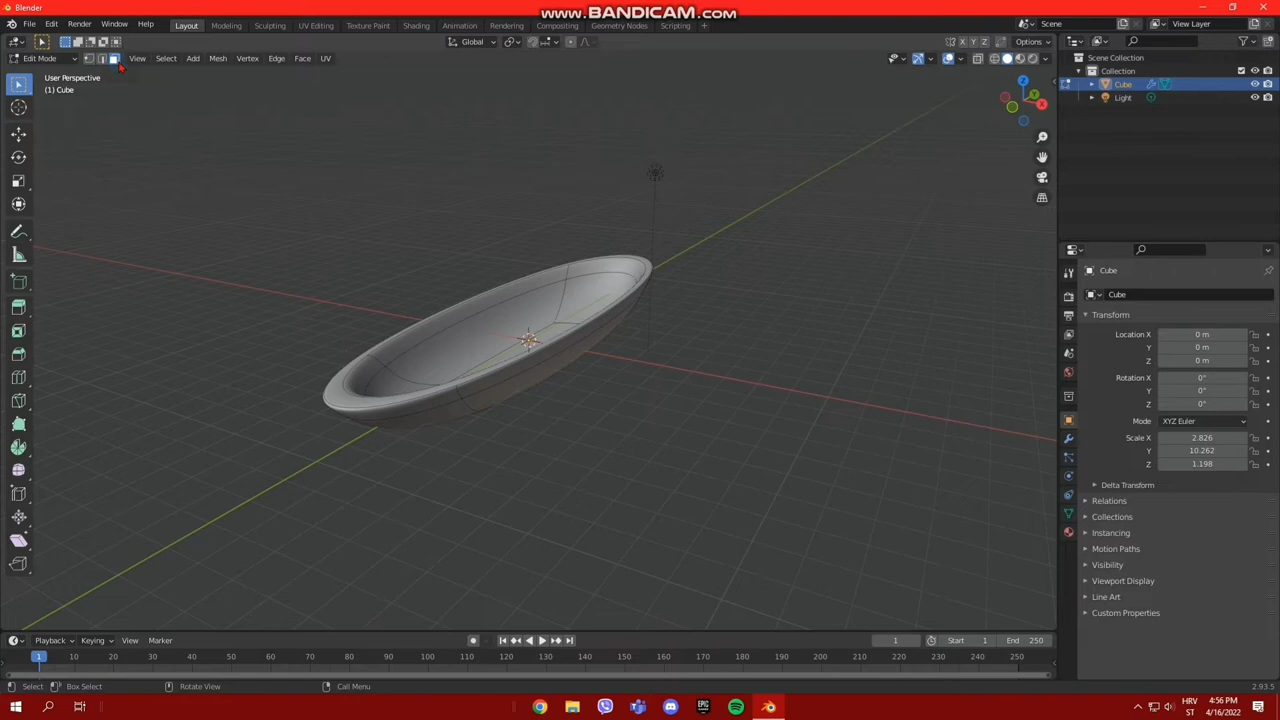 Blender
www.BANDICAM.com
File Edit Render Window Help
Layout Modeling Sculpting UV Editing Texture Paint Shading Animation Rendering Compositing Geometry Nodes Scripting +
Scene
View Layer
Global
X Y Z
Options
Edit Mode
View Select Add Mesh Vertex Edge Face UV
User Perspective
(1) Cube
Z
Y
X
Scene Collection
Collection
Cube
Light
Cube
Cube
Transform
Location X 0 m
Y 0 m
Z 0 m
Rotation X 0°
Y 0°
Z 0°
Mode XYZ Euler
Scale X 2.826
Y 10.262
Z 1.198
Delta Transform
Relations
Collections
Instancing
Motion Paths
Visibility
Viewport Display
Line Art
Custom Properties
Playback Keying View Marker
1
Start 1
End 250
1 10 20 30 40 50 60 70 80 90 100 110 120 130 140 150 160 170 180 190 200 210 220 230 240 250
Select
Box Select
Rotate View
Call Menu
2.93.5
EPIC
HRV
ST
4:56 PM
4/16/2022